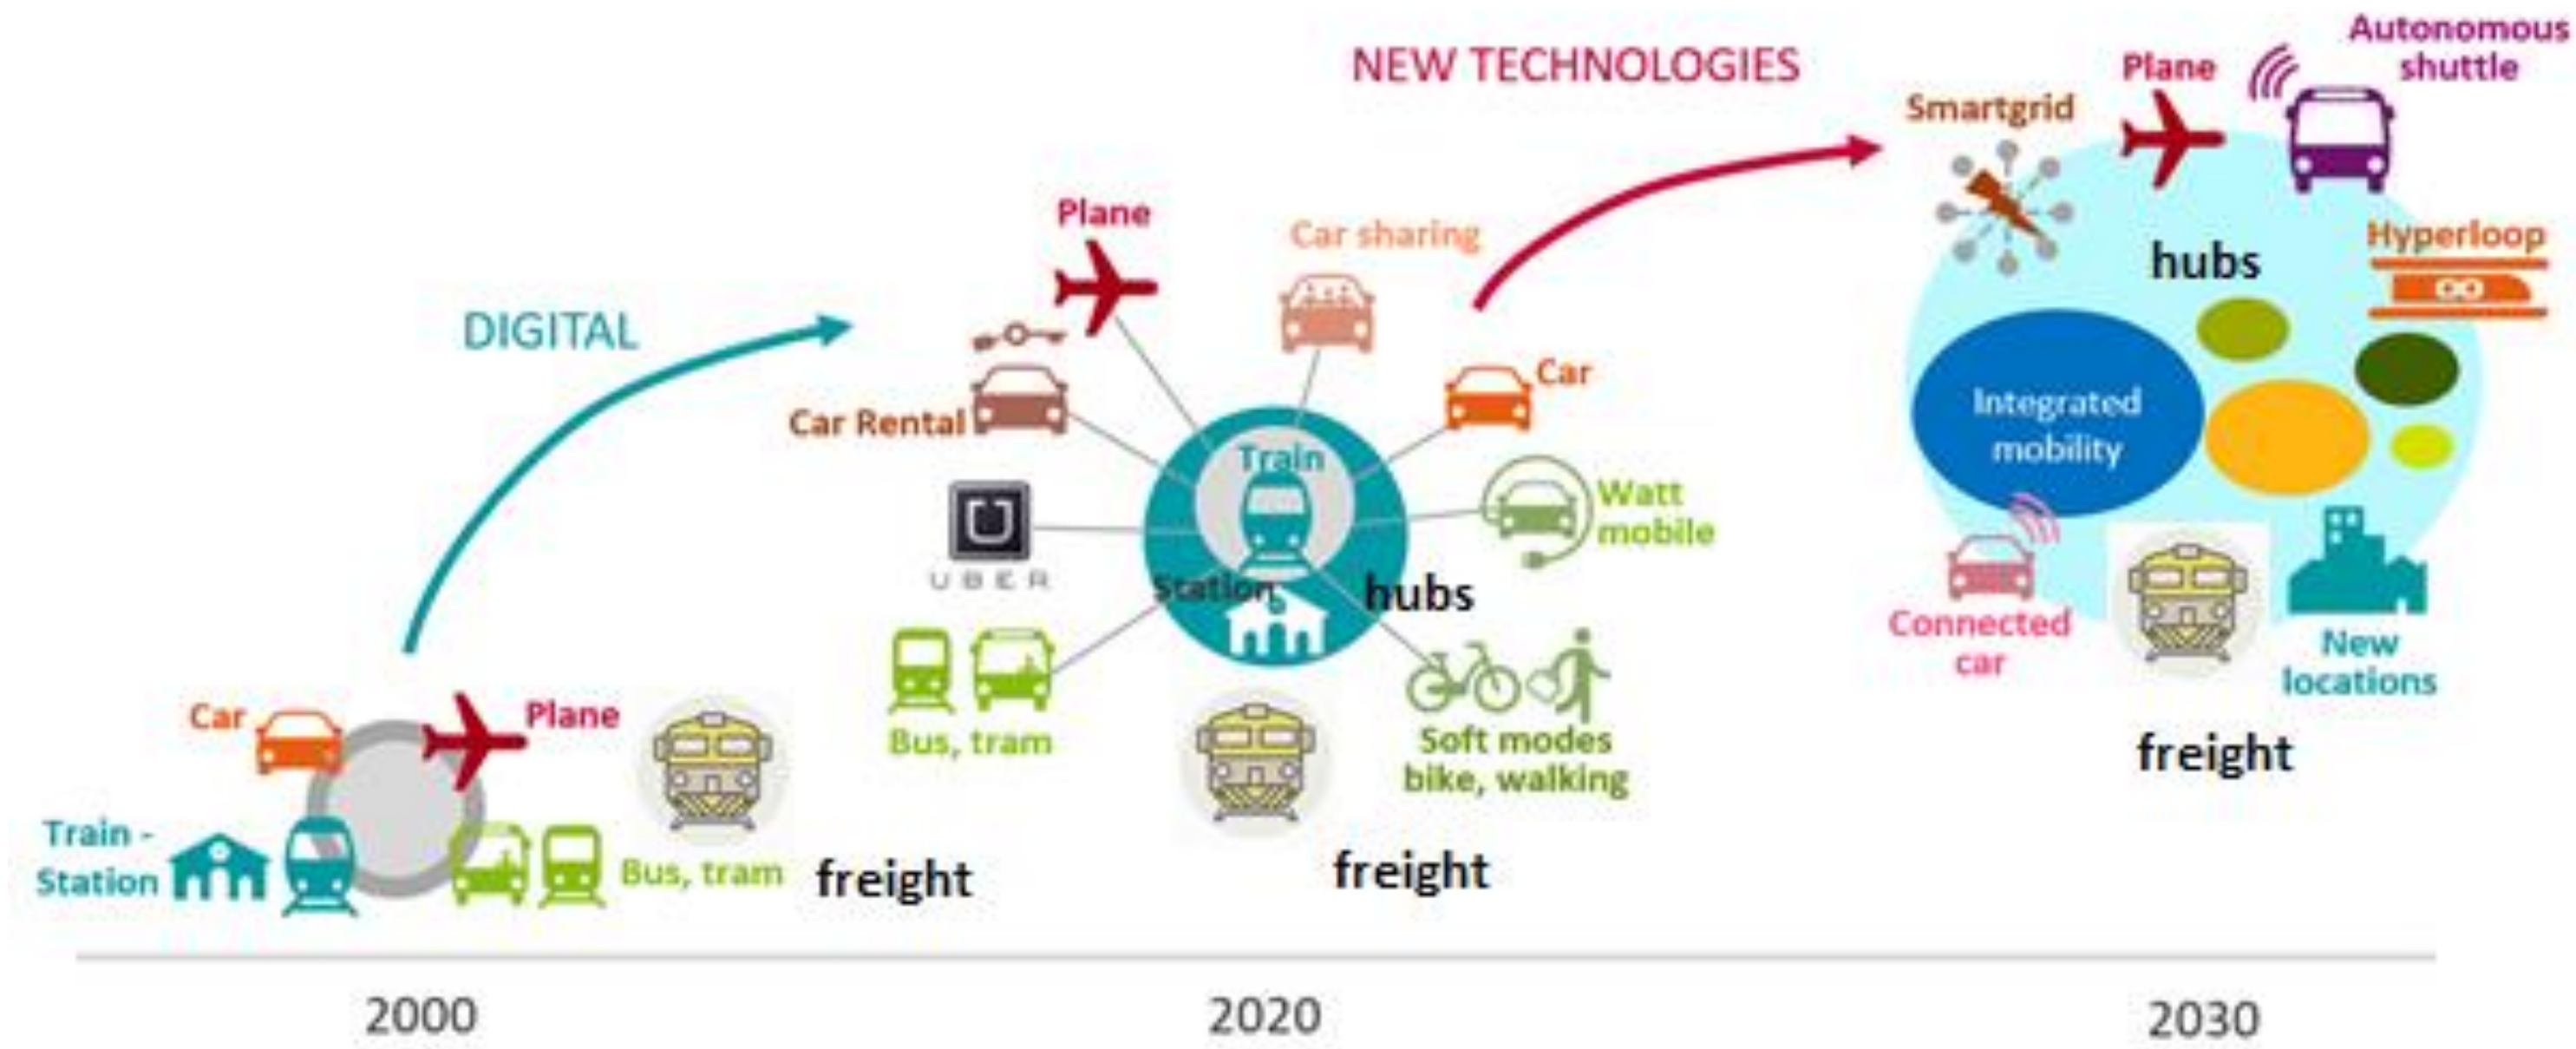 NEW TECHNOLOGIES
DIGITAL
Car
Plane
Train -
Station
Bus, tram
freight
Plane
Car sharing
Car
Car Rental
Train
Watt
mobile
UBER
Station
hubs
Bus, tram
Soft modes
bike, walking
freight
Autonomous
shuttle
Plane
Smartgrid
Hyperloop
hubs
Integrated
mobility
Connected
car
New
locations
freight
2000
2020
2030